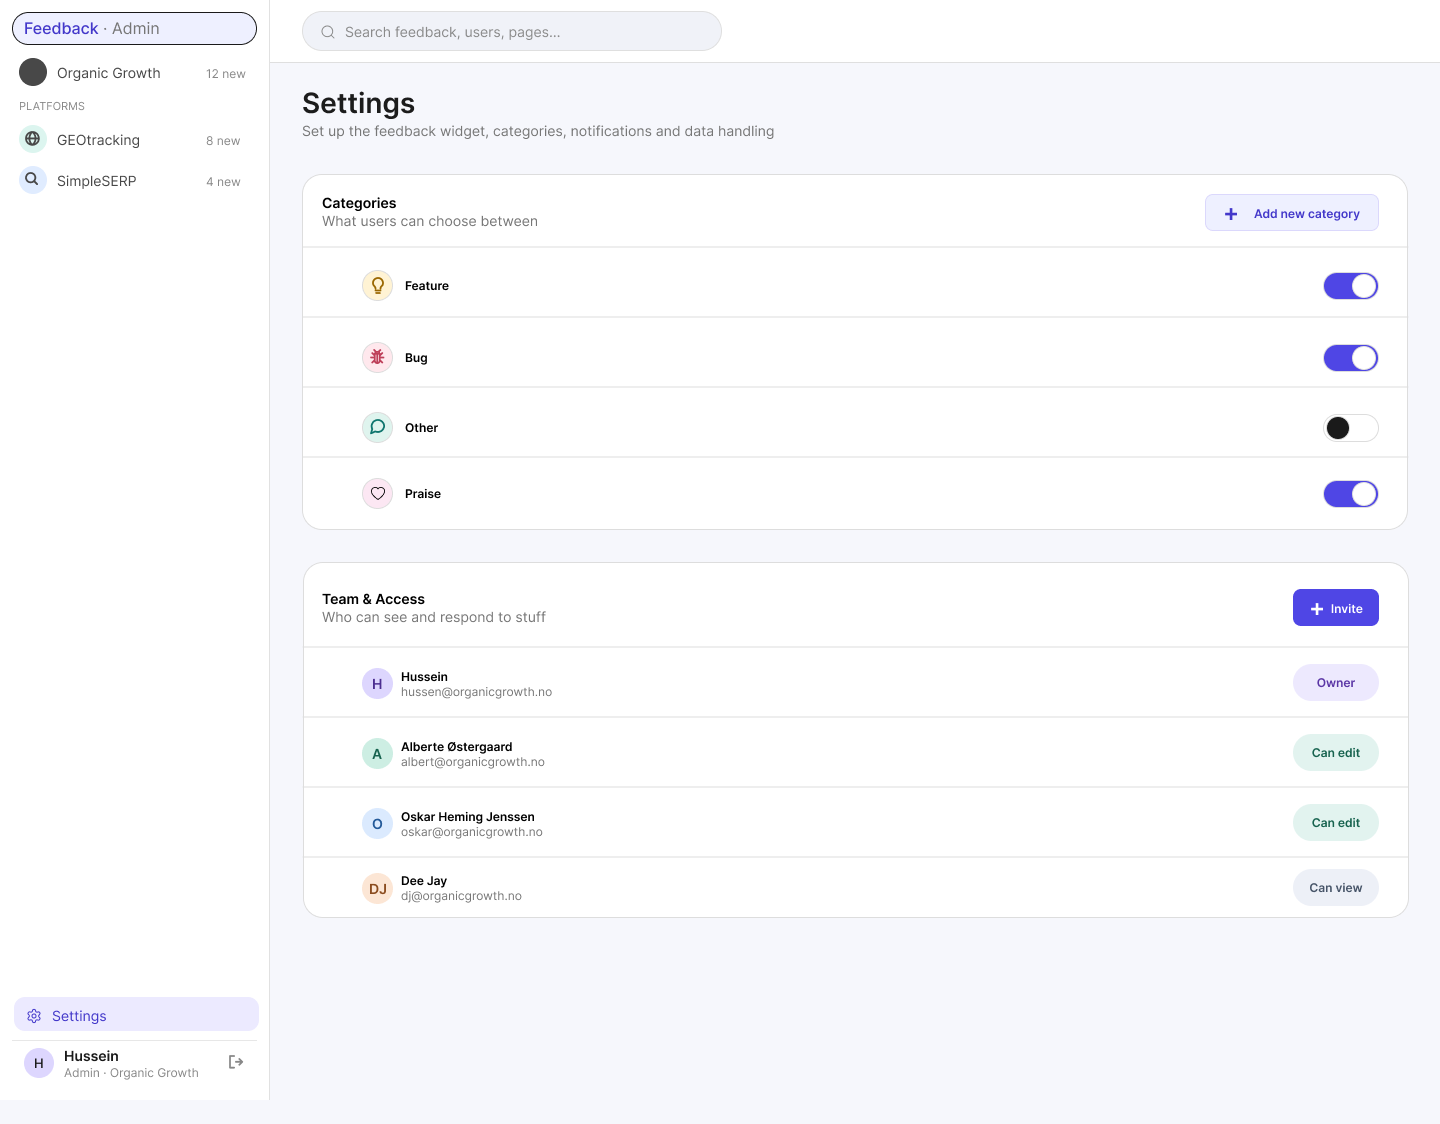 Feedback · Admin
Organic Growth 12 new
PLATFORMS
GEOtracking 8 new
SimpleSERP 4 new
Settings
H
Hussein
Admin · Organic Growth
Search feedback, users, pages...
Settings
Set up the feedback widget, categories, notifications and data handling
Categories
What users can choose between
Add new category
Feature
Bug
Other
Praise
Team & Access
Who can see and respond to stuff
Invite
H
Hussein
hussen@organicgrowth.no
Owner
A
Alberte Østergaard
albert@organicgrowth.no
Can edit
O
Oskar Heming Jenssen
oskar@organicgrowth.no
Can edit
DJ
Dee Jay
dj@organicgrowth.no
Can view